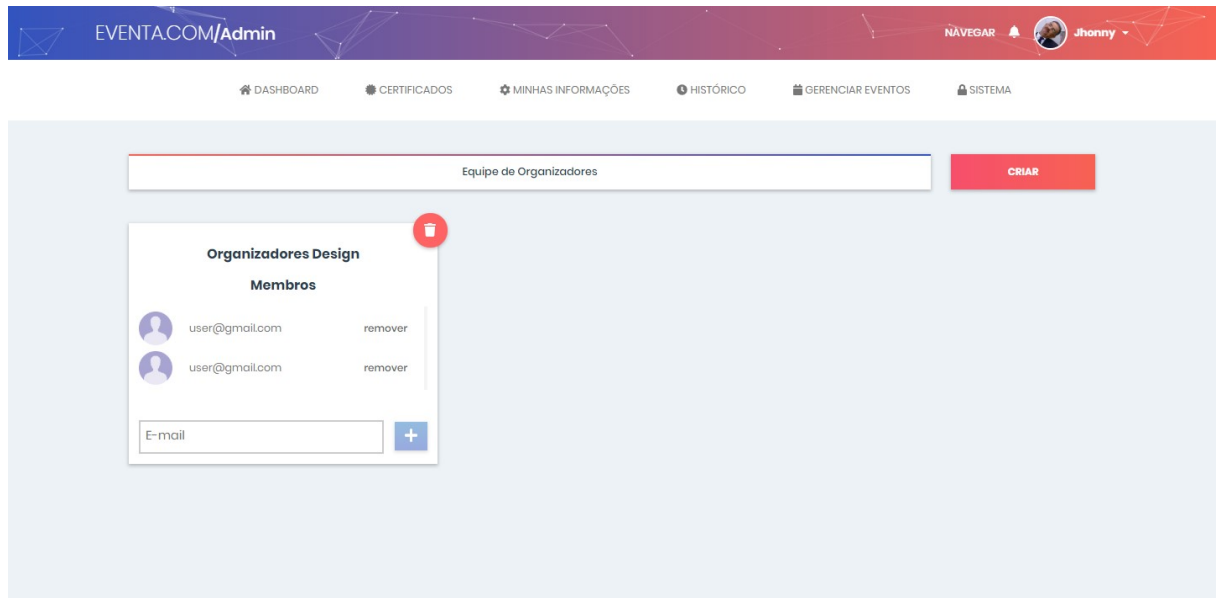 EVENTA.COM/Admin NAVEGAR Jhonny
DASHBOARD CERTIFICADOS MINHAS INFORMAÇÕES HISTÓRICO GERENCIAR EVENTOS SISTEMA
Equipe de Organizadores CRIAR
Organizadores Design
Membros
user@gmail.com remover
user@gmail.com remover
E-mail